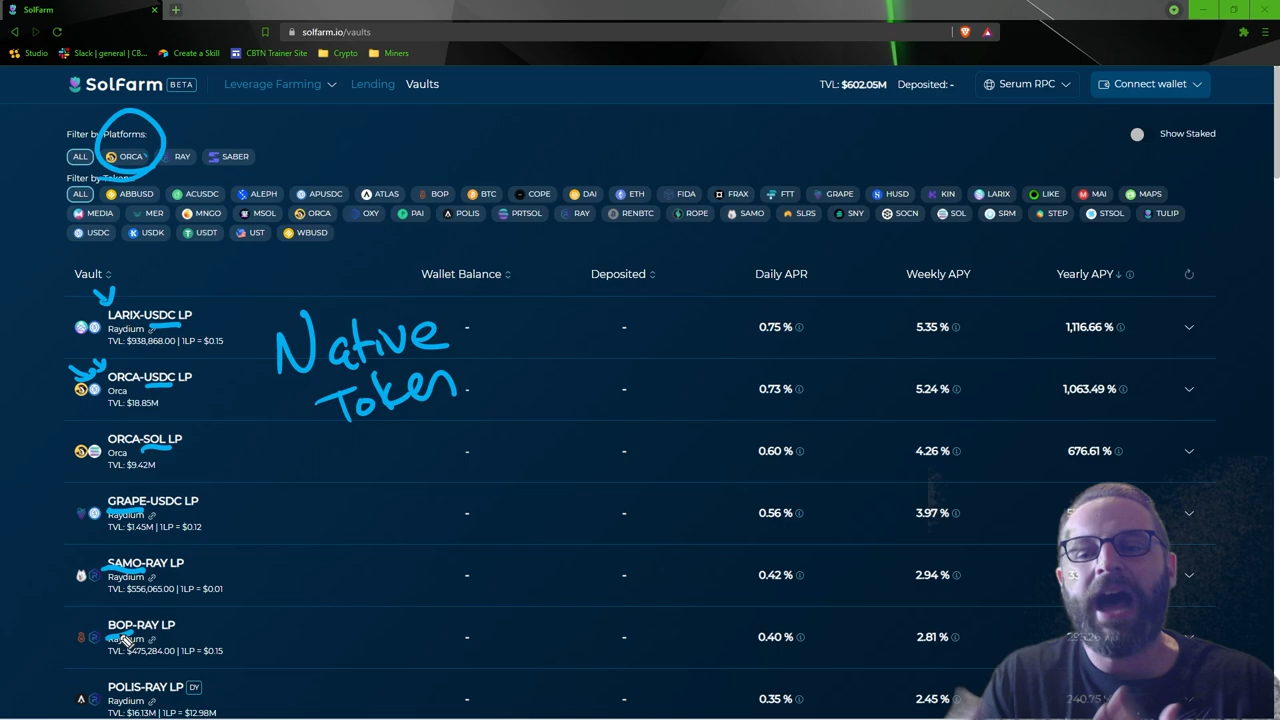 SolFarm
solfarm.io/vaults
Studio
Slack | general | CB...
Create a Skill
CBTN Trainer Site
Crypto
Miners
SolFarm BETA
Leverage Farming
Lending
Vaults
TVL: $602.05M
Deposited: -
Serum RPC
Connect wallet
Filter by Platforms:
Show Staked
ALL ORCA RAY SABER
Filter by Token
ALL ABBUSD ACUSDC ALEPH APUSDC ATLAS BOP BTC COPE DAI ETH FIDA FRAX FTT GRAPE HUSD KIN LARIX LIKE MAI MAPS
MEDIA MER MNGO MSOL ORCA OXY PAI POLIS PRTSOL RAY RENBTC ROPE SAMO SLRS SNY SOCN SOL SRM STEP STSOL TULIP
USDC USDK USDT UST WBUSD
Vault Wallet Balance Deposited Daily APR Weekly APY Yearly APY
LARIX-USDC LP
Raydium
TVL: $938,868.00 | 1LP = $0.15
- - 0.75 % 5.35 % 1,116.66 %
Native
Token
ORCA-USDC LP
Orca
TVL: $18.85M
- - 0.73 % 5.24 % 1,063.49 %
ORCA-SOL LP
Orca
TVL: $9.42M
- - 0.60 % 4.26 % 676.61 %
GRAPE-USDC LP
Raydium
TVL: $1.45M | 1LP = $0.12
- - 0.56 % 3.97 %
SAMO-RAY LP
Raydium
TVL: $556,065.00 | 1LP = $0.01
- - 0.42 % 2.94 %
BOP-RAY LP
Raydium
TVL: $475,284.00 | 1LP = $0.15
- - 0.40 % 2.81 %
POLIS-RAY LP DY
Raydium
TVL: $16.13M | 1LP = $12.98M
- - 0.35 % 2.45 % 240.75 %